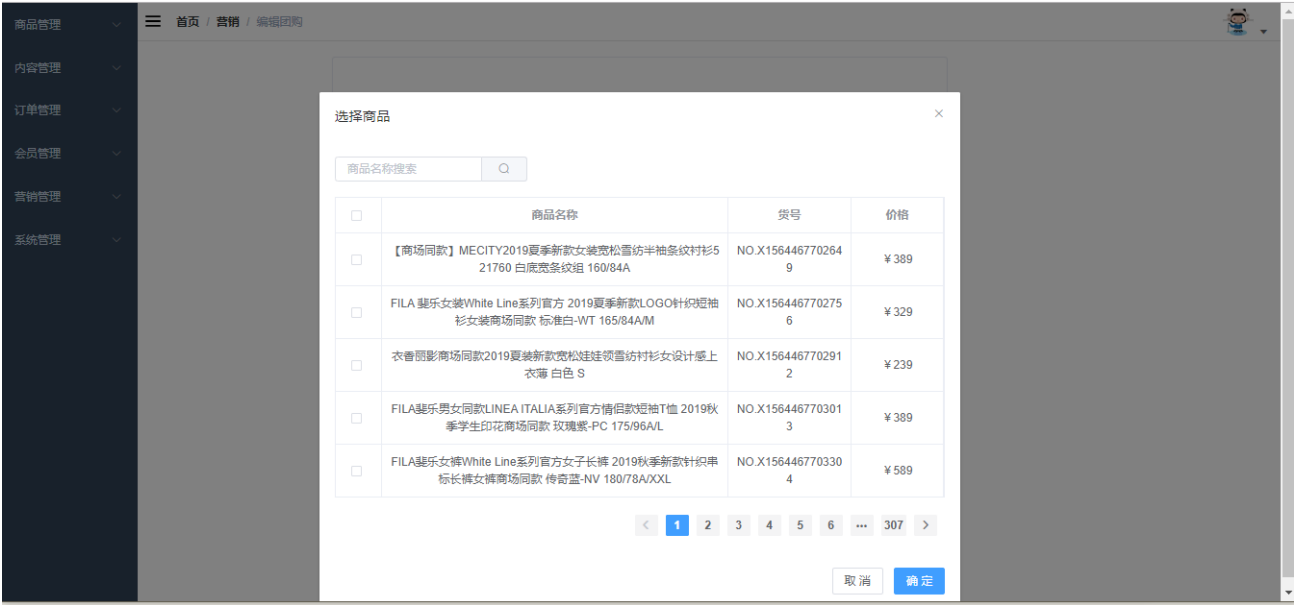 商品管理
首页 / 营销 / 编辑团购
内容管理
订单管理
会员管理
营销管理
系统管理
选择商品
商品名称搜索
商品名称 货号 价格
【商场同款】MECITY2019夏季新款女装宽松雪纺半袖条纹衬衫5
21760 白底宽条纹组 160/84A
NO.X156446770264
9
¥ 389
FILA 斐乐女装White Line系列官方 2019夏季新款LOGO针织短袖
衫女装商场同款 标准白-WT 165/84A/M
NO.X156446770275
6
¥ 329
衣香丽影商场同款2019夏装新款宽松娃娃领雪纺衬衫女设计感上
衣薄 白色 S
NO.X156446770291
2
¥ 239
FILA斐乐男女同款LINEA ITALIA系列官方情侣款短袖T恤 2019秋
季学生印花商场同款 玫瑰紫-PC 175/96A/L
NO.X156446770301
3
¥ 389
FILA斐乐女裤White Line系列官方女子长裤 2019秋季新款针织串
标长裤女裤商场同款 传奇蓝-NV 180/78A/XXL
NO.X156446770330
4
¥ 589
1 2 3 4 5 6 ••• 307
取消 确定